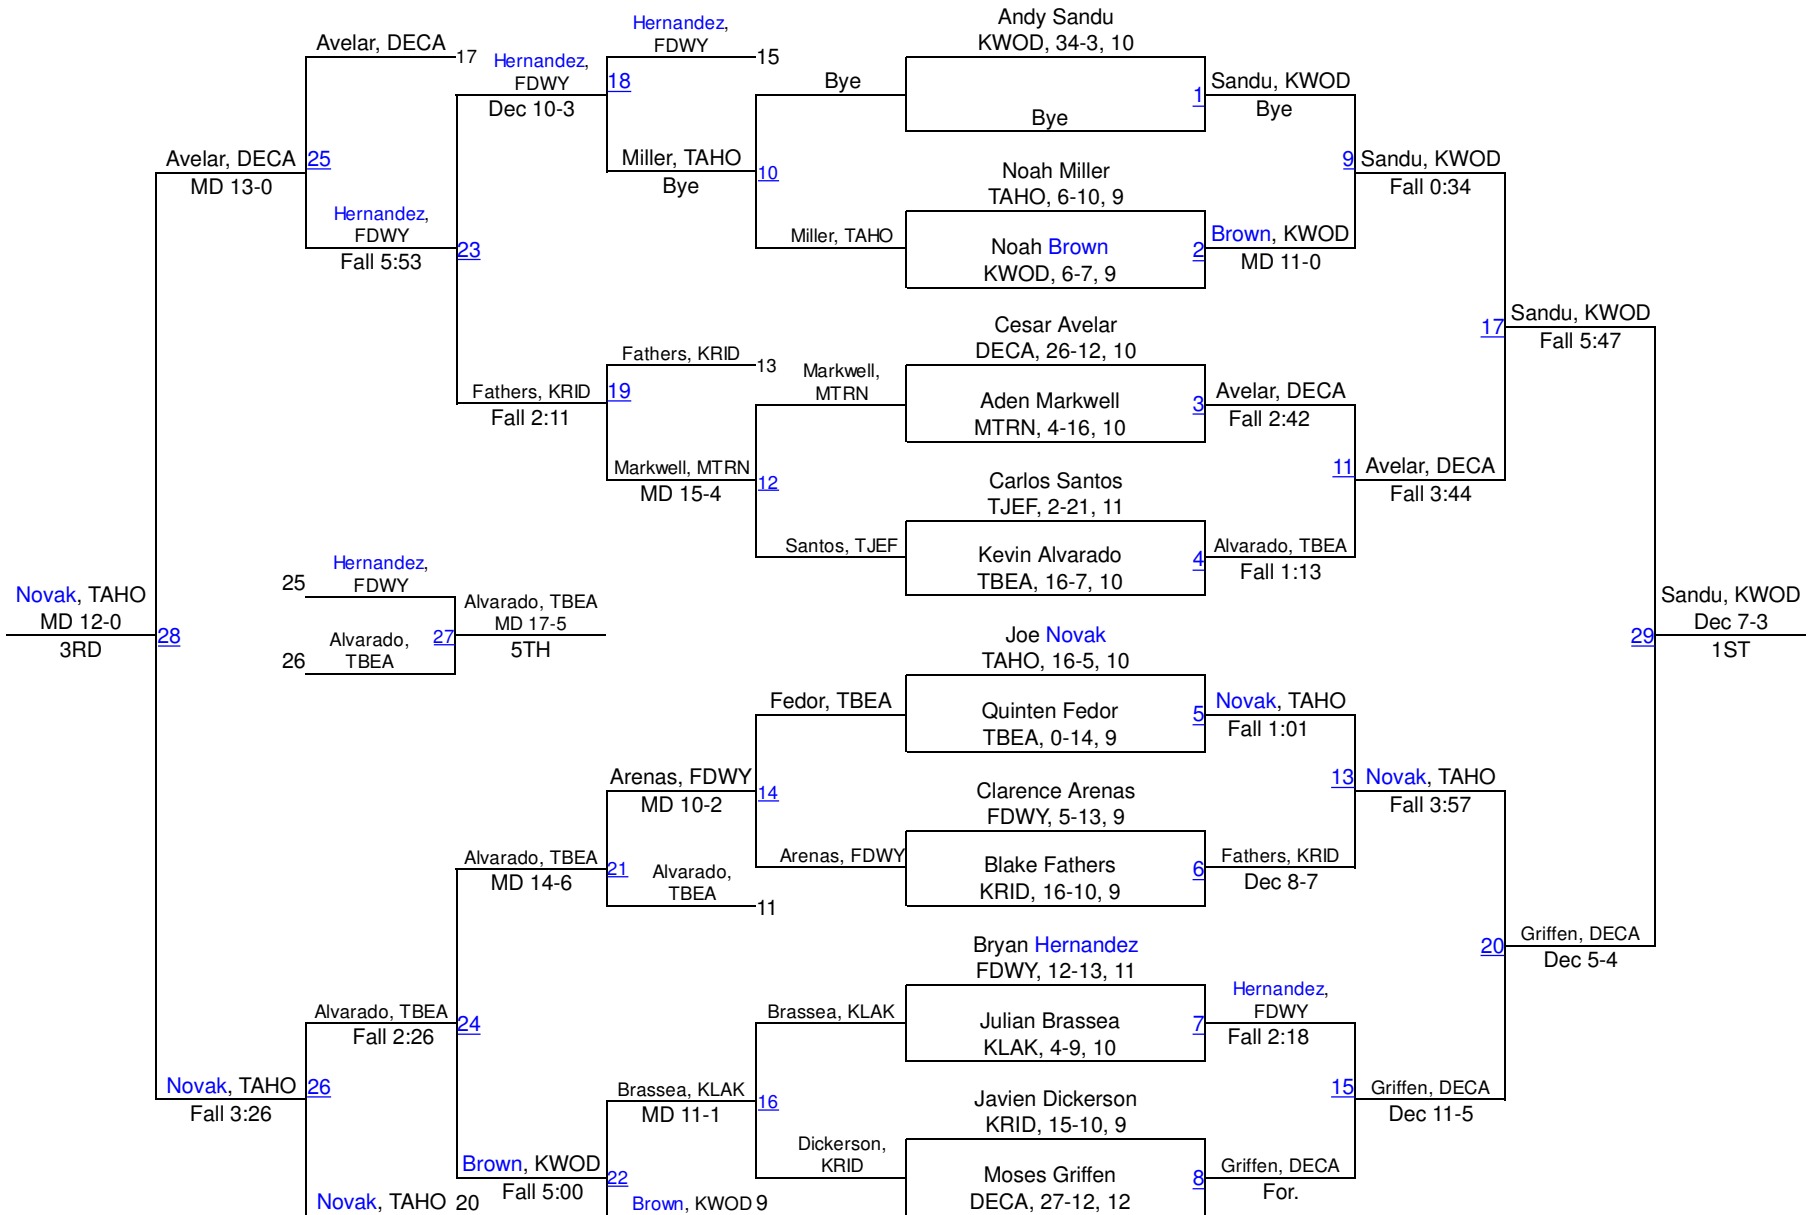 Andy Sandu
KWOD, 34-3, 10
Bye
1
Sandu, KWOD
Bye
Noah Miller
TAHO, 6-10, 9
Noah Brown
KWOD, 6-7, 9
2
Brown, KWOD
MD 11-0
9
Sandu, KWOD
Fall 0:34
Cesar Avelar
DECA, 26-12, 10
Aden Markwell
MTRN, 4-16, 10
3
Avelar, DECA
Fall 2:42
Carlos Santos
TJEF, 2-21, 11
Kevin Alvarado
TBEA, 16-7, 10
4
Alvarado, TBEA
Fall 1:13
11
Avelar, DECA
Fall 3:44
17
Sandu, KWOD
Fall 5:47
Joe Novak
TAHO, 16-5, 10
Quinten Fedor
TBEA, 0-14, 9
5
Novak, TAHO
Fall 1:01
Clarence Arenas
FDWY, 5-13, 9
Blake Fathers
KRID, 16-10, 9
6
Fathers, KRID
Dec 8-7
13
Novak, TAHO
Fall 3:57
Bryan Hernandez
FDWY, 12-13, 11
Julian Brassea
KLAK, 4-9, 10
7
Hernandez,
FDWY
Fall 2:18
Javien Dickerson
KRID, 15-10, 9
Moses Griffen
DECA, 27-12, 12
8
Griffen, DECA
For.
15
Griffen, DECA
Dec 11-5
20
Griffen, DECA
Dec 5-4
29
Sandu, KWOD
Dec 7-3
1ST
Bye
Miller, TAHO
10
Miller, TAHO
Bye
Hernandez,
FDWY
15
18
Hernandez,
FDWY
Dec 10-3
Markwell,
MTRN
Santos, TJEF
12
Markwell, MTRN
MD 15-4
Fathers, KRID
13
19
Fathers, KRID
Fall 2:11
23
Hernandez,
FDWY
Fall 5:53
Avelar, DECA
17
25
Avelar, DECA
MD 13-0
25
Hernandez,
FDWY
26
Alvarado,
TBEA
27
Alvarado, TBEA
MD 17-5
5TH
Novak, TAHO
MD 12-0
3RD
28
Fedor, TBEA
Arenas, FDWY
14
Arenas, FDWY
MD 10-2
Alvarado,
TBEA
11
21
Alvarado, TBEA
MD 14-6
Brassea, KLAK
Dickerson,
KRID
16
Brassea, KLAK
MD 11-1
Brown, KWOD
9
22
Brown, KWOD
Fall 5:00
24
Alvarado, TBEA
Fall 2:26
Novak, TAHO
20
26
Novak, TAHO
Fall 3:26